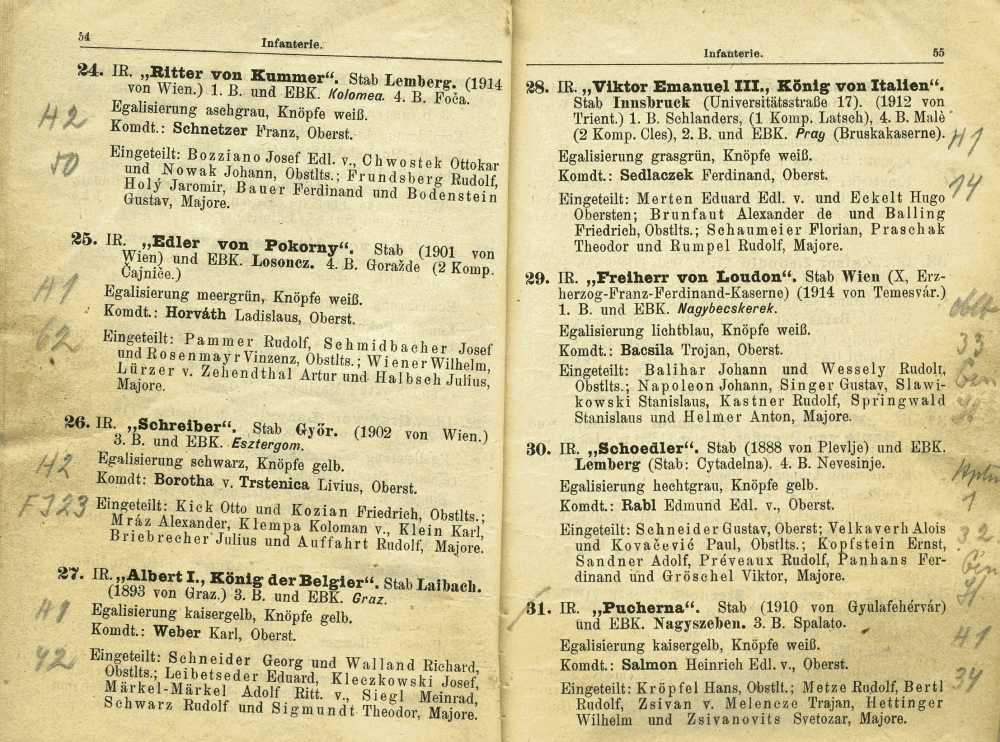 54
Infanterie.
24. IR. „Ritter von Kummer“. Stab Lemberg. (1914
von Wien.) 1. B. und EBK. Kolomea. 4. B. Foča.
Egalisierung aschgrau, Knöpfe weiß.
H2
Komdt.: Schnetzer Franz, Oberst.
50
Eingeteilt: Bozziano Josef Edl. v., Chwostek Ottokar
und Nowak Johann, Obstlts.; Frundsberg Rudolf,
Holý Jaromir, Bauer Ferdinand und Bodenstein
Gustav, Majore.
25. IR. „Edler von Pokorny“. Stab (1901 von
Wien) und EBK. Losoncz. 4. B. Goražde (2 Komp.
Čajniče.)
H1
Egalisierung meergrün, Knöpfe weiß.
Komdt.: Horváth Ladislaus, Oberst.
62
Eingeteilt: Pammer Rudolf, Schmidbacher Josef
und Rosenmayr Vinzenz, Obstlts.; Wiener Wilhelm,
Lürzer v. Zehendthal Artur und Halbsch Julius,
Majore.
26. IR. „Schreiber“. Stab Győr. (1902 von Wien.)
3. B. und EBK. Esztergom.
H2
Egalisierung schwarz, Knöpfe gelb.
Komdt.: Borotha v. Trstenica Livius, Oberst.
FJ23
Eingeteilt: Kick Otto und Kozian Friedrich, Obstlts.;
Mráz Alexander, Klempa Koloman v., Klein Karl,
Briebrecher Julius und Auffahrt Rudolf, Majore.
27. IR. „Albert I., König der Belgier“. Stab Laibach.
(1893 von Graz.) 3. B. und EBK. Graz.
H1
Egalisierung kaisergelb, Knöpfe gelb.
Komdt.: Weber Karl, Oberst.
42
Eingeteilt: Schneider Georg und Walland Richard,
Obstlts.; Leibetseder Eduard, Kleczkowski Josef,
Märkel-Märkel Adolf Ritt. v., Siegl Meinrad,
Schwarz Rudolf und Sigmundt Theodor, Majore.
Infanterie.
55
28. IR. „Viktor Emanuel III., König von Italien“.
Stab Innsbruck (Universitätsstraße 17). (1912 von
Trient.) 1. B. Schlanders, (1 Komp. Latsch), 4. B. Malè
(2 Komp. Cles), 2. B. und EBK. Prag (Bruskakaserne).
H1
Egalisierung grasgrün, Knöpfe weiß.
Komdt.: Sedlaczek Ferdinand, Oberst.
14
Eingeteilt: Merten Eduard Edl. v. und Eckelt Hugo
Obersten; Brunfaut Alexander de und Balling
Friedrich, Obstlts.; Schaumeier Florian, Praschak
Theodor und Rumpel Rudolf, Majore.
29. IR. „Freiherr von Loudon“. Stab Wien (X, Erz-
herzog-Franz-Ferdinand-Kaserne) (1914 von Temesvár.)
1. B. und EBK. Nagybecskerek.
Egalisierung lichtblau, Knöpfe weiß.
33
Komdt.: Bacsila Trojan, Oberst.
Eingeteilt: Balihar Johann und Wessely Rudolt,
Obstlts.; Napoleon Johann, Singer Gustav, Slawi-
kowski Stanislaus, Kastner Rudolf, Springwald
Stanislaus und Helmer Anton, Majore.
30. IR. „Schoedler“. Stab (1888 von Plevlje) und EBK.
Lemberg (Stab: Cytadelna). 4. B. Nevesinje.
Egalisierung hechtgrau, Knöpfe gelb.
1
Komdt.: Rabl Edmund Edl. v., Oberst.
Eingeteilt: Schneider Gustav, Oberst; Velkaverh Alois
32
und Kovačević Paul, Obstlts.; Kopfstein Ernst,
Sandner Adolf, Préveaux Rudolf, Panhans Fer-
dinand und Gröschel Viktor, Majore.
31. IR. „Pucherna“. Stab (1910 von Gyulafehérvár)
und EBK. Nagyszeben. 3. B. Spalato.
H1
Egalisierung kaisergelb, Knöpfe weiß.
Komdt.: Salmon Heinrich Edl. v., Oberst.
34
Eingeteilt: Kröpfel Hans, Obstlt.; Metze Rudolf, Bertl
Rudolf, Zsivan v. Melencze Trajan, Hettinger
Wilhelm und Zsivanovits Svetozar, Majore.